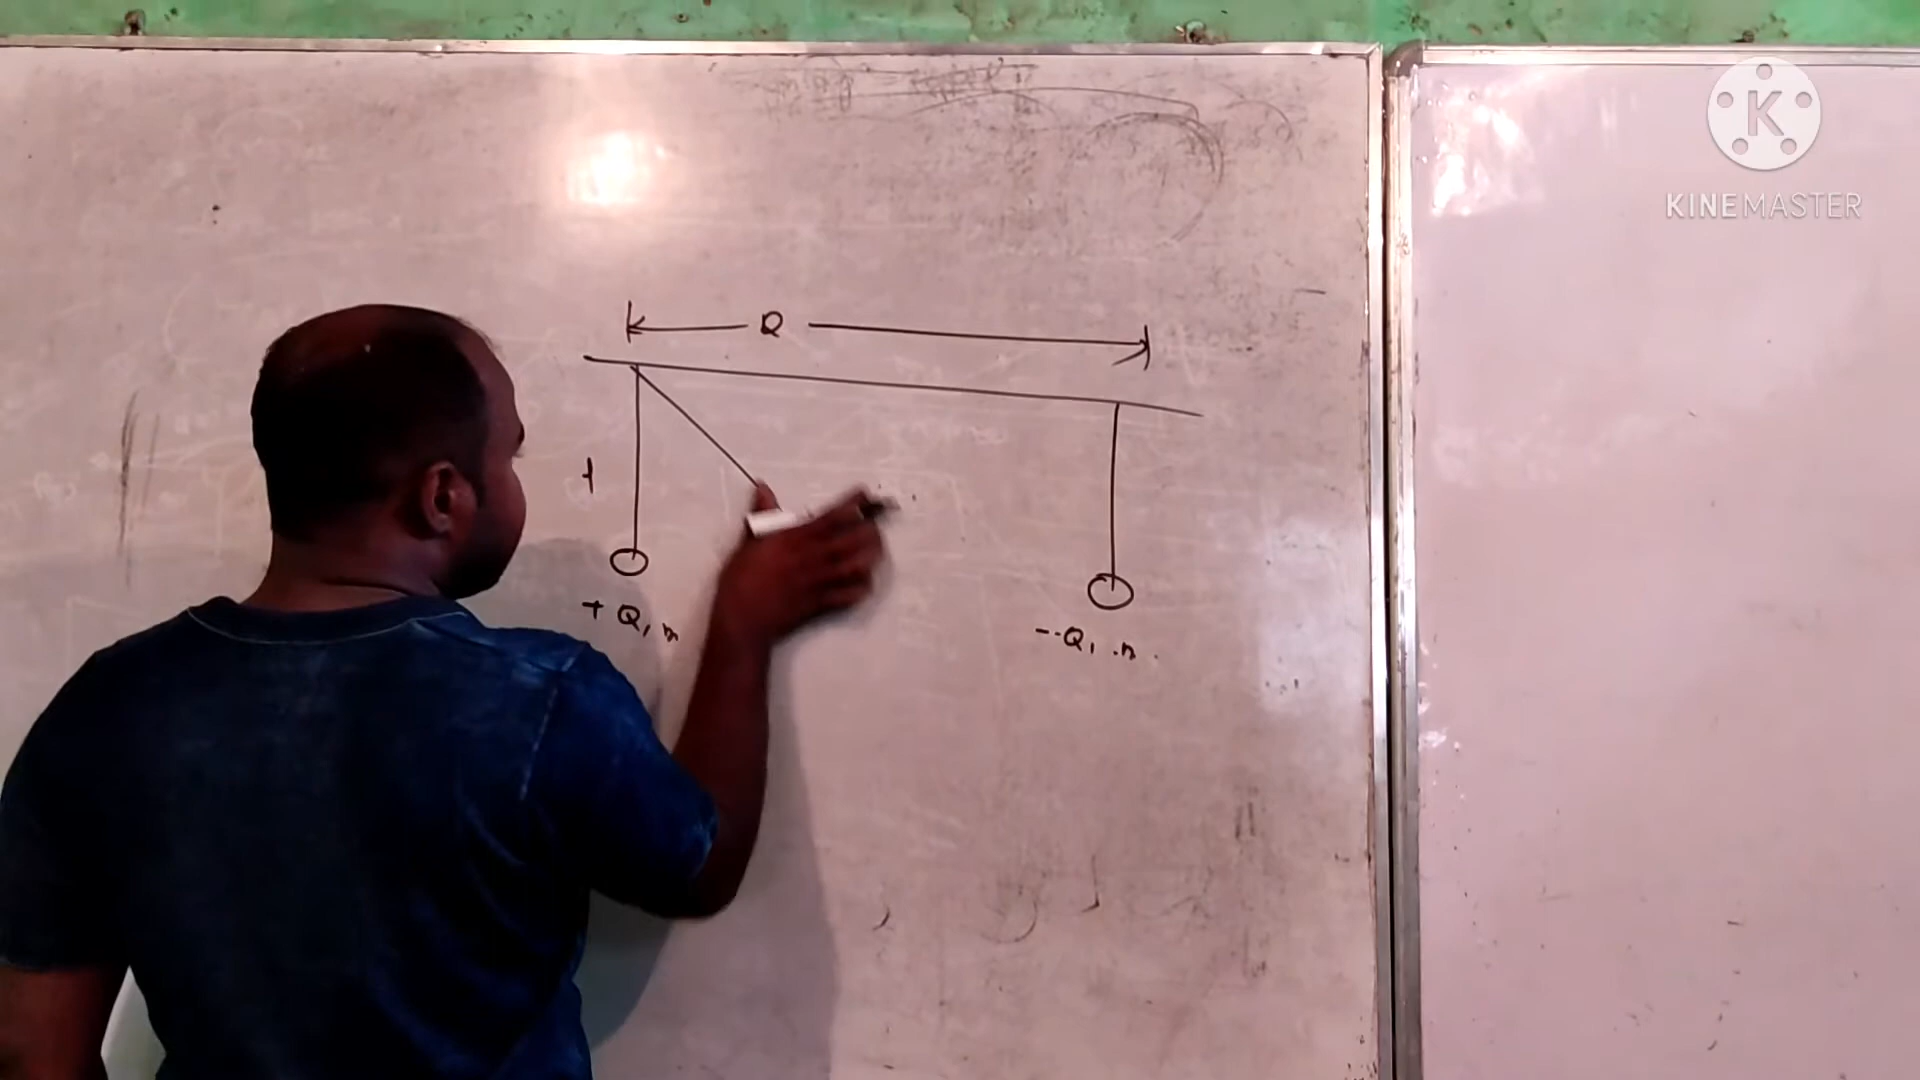 KINEMASTER
Q
l
+Q, m
-Q, m